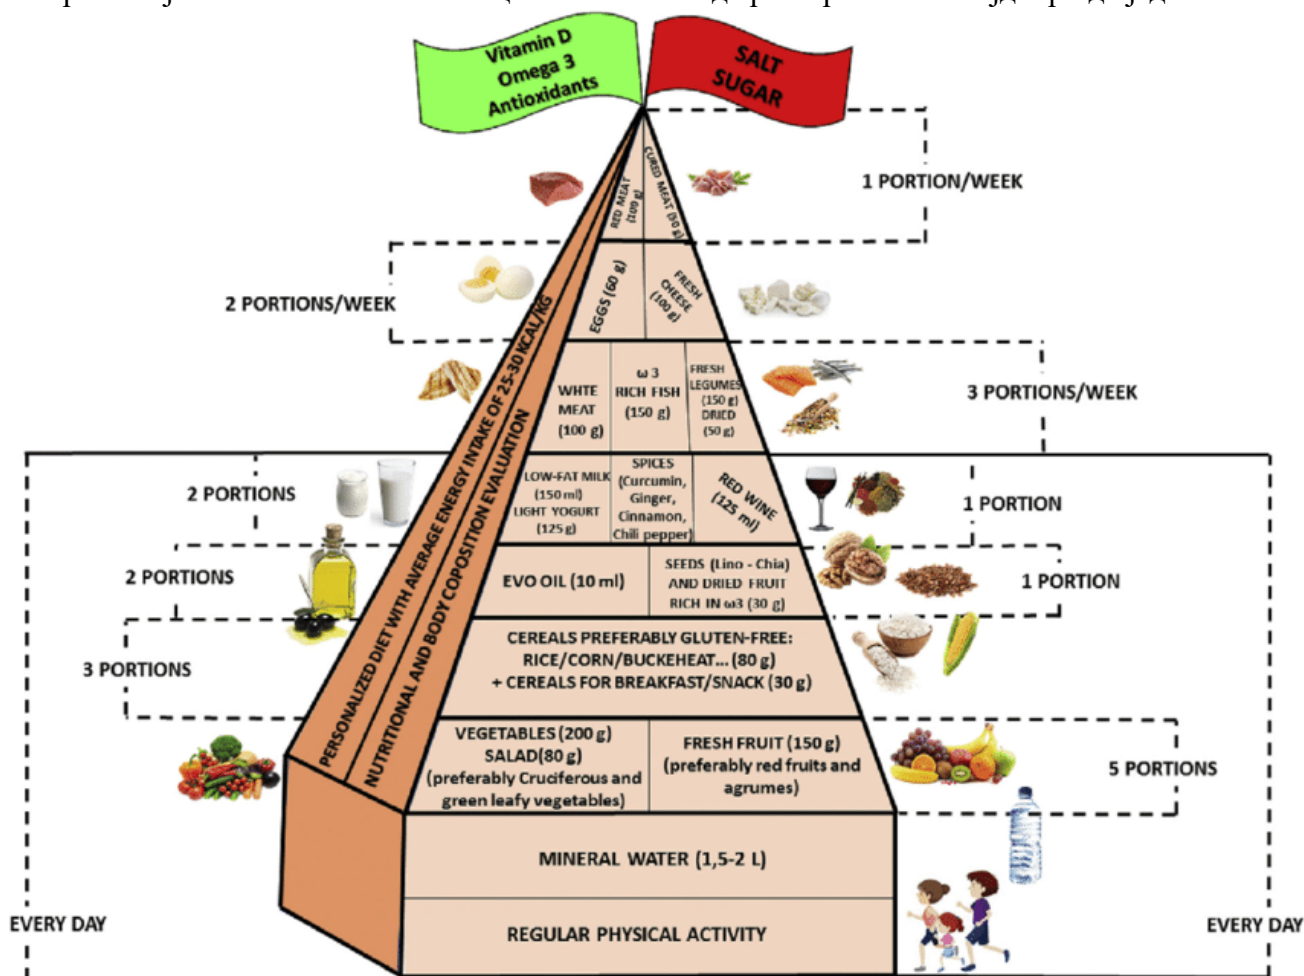 Vitamin D
Omega 3
Antioxidants
SALT
SUGAR
RED MEAT
(100 g)
CURED MEAT (50 g)
1 PORTION/WEEK
2 PORTIONS/WEEK
EGGS (60 g)
FRESH
CHEESE
(100 g)
WHTE
MEAT
(100 g)
ω 3
RICH FISH
(150 g)
FRESH
LEGUMES
(150 g)
DRIED
(50 g)
3 PORTIONS/WEEK
2 PORTIONS
LOW-FAT MILK
(150 ml)
LIGHT YOGURT
(125 g)
SPICES
(Curcumin,
Ginger,
Cinnamon,
Chili pepper)
RED WINE
(125 ml)
1 PORTION
2 PORTIONS
EVO OIL (10 ml)
SEEDS (Lino - Chia)
AND DRIED FRUIT
RICH IN ω3 (30 g)
1 PORTION
3 PORTIONS
CEREALS PREFERABLY GLUTEN-FREE:
RICE/CORN/BUCKEHEAT... (80 g)
+ CEREALS FOR BREAKFAST/SNACK (30 g)
VEGETABLES (200 g)
SALAD(80 g)
(preferably Cruciferous and
green leafy vegetables)
FRESH FRUIT (150 g)
(preferably red fruits and
agrumes)
5 PORTIONS
PERSONALIZED DIET WITH AVERAGE ENERGY INTAKE OF 25-30 KCAL/KG
NUTRITIONAL AND BODY COPOSITION EVALUATION
MINERAL WATER (1,5-2 L)
REGULAR PHYSICAL ACTIVITY
EVERY DAY
EVERY DAY